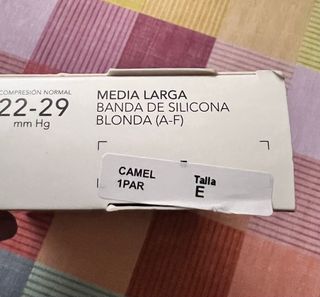 COMPRESIÓN NORMAL
22-29
mm Hg
MEDIA LARGA
BANDA DE SILICONA
BLONDA (A-F)
CAMEL
1PAR
Talla
E